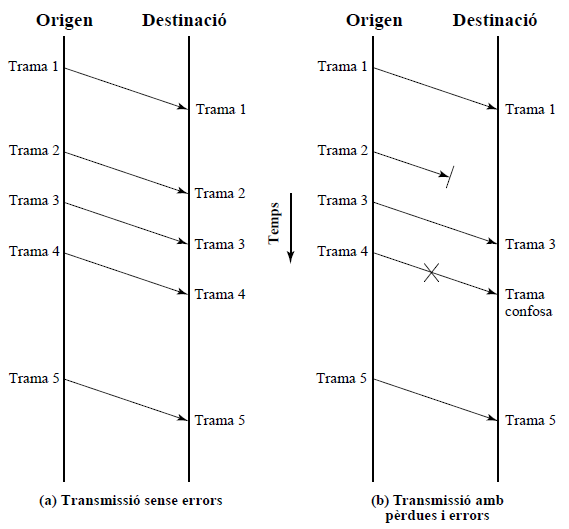 Origen Destinació
Trama 1
Trama 1
Trama 2
Trama 2
Trama 3
Trama 3
Trama 4
Trama 4
Trama 5
Trama 5
(a) Transmissió sense errors
Temps
Origen Destinació
Trama 1
Trama 1
Trama 2
Trama 3
Trama 3
Trama 4
Trama
confosa
Trama 5
Trama 5
(b) Transmissió amb
pèrdues i errors